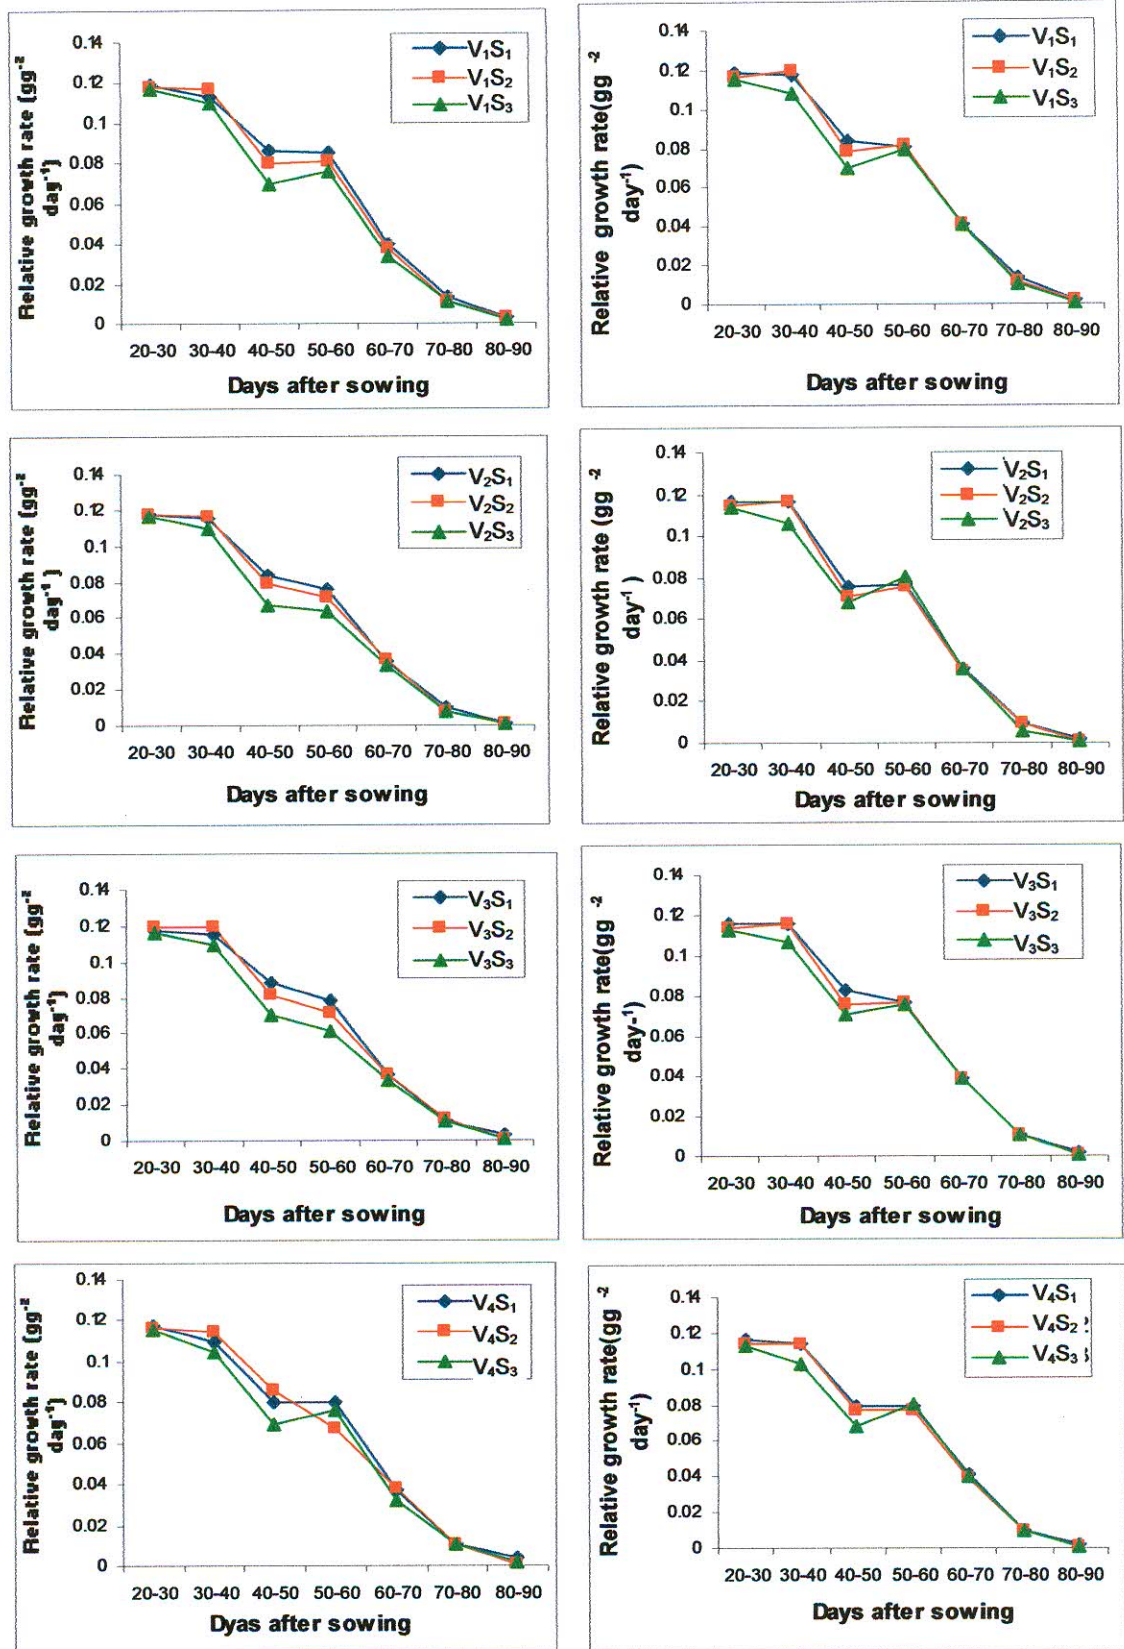 Relative growth rate (gg⁻²
day⁻¹)
0.14
0.12
0.1
0.08
0.06
0.04
0.02
0
V₁S₁
V₁S₂
V₁S₃
20-30 30-40 40-50 50-60 60-70 70-80 80-90
Days after sowing
Relative growth rate(gg ⁻²
day⁻¹)
0.14
0.12
0.1
0.08
0.06
0.04
0.02
0
V₁S₁
V₁S₂
V₁S₃
20-30 30-40 40-50 50-60 60-70 70-80 80-90
Days after sowing
Relative growth rate (gg⁻²
day⁻¹)
0.14
0.12
0.1
0.08
0.06
0.04
0.02
0
V₂S₁
V₂S₂
V₂S₃
20-30 30-40 40-50 50-60 60-70 70-80 80-90
Days after sowing
Relative growth rate (gg ⁻²
day⁻¹ )
0.14
0.12
0.1
0.08
0.06
0.04
0.02
0
V₂S₁
V₂S₂
V₂S₃
20-30 30-40 40-50 50-60 60-70 70-80 80-90
Days after sowing
Relative growth rate (gg⁻²
day⁻¹)
0.14
0.12
0.1
0.08
0.06
0.04
0.02
0
V₃S₁
V₃S₂
V₃S₃
20-30 30-40 40-50 50-60 60-70 70-80 80-90
Days after sowing
Relative growth rate(gg ⁻²
day-¹)
0.14
0.12
0.1
0.08
0.06
0.04
0.02
0
V₃S₁
V₃S₂
V₃S₃
20-30 30-40 40-50 50-60 60-70 70-80 80-90
Days after sowing
Relative growth rate (gg⁻²
day⁻¹)
0.14
0.12
0.1
0.08
0.06
0.04
0.02
0
V₄S₁
V₄S₂
V₄S₃
20-30 30-40 40-50 50-60 60-70 70-80 80-90
Dyas after sowing
Relative growth rate(gg ⁻²
day⁻¹)
0.14
0.12
0.1
0.08
0.06
0.04
0.02
0
V₄S₁
V₄S₂
V₄S₃
20-30 30-40 40-50 50-60 60-70 70-80 80-90
Days after sowing